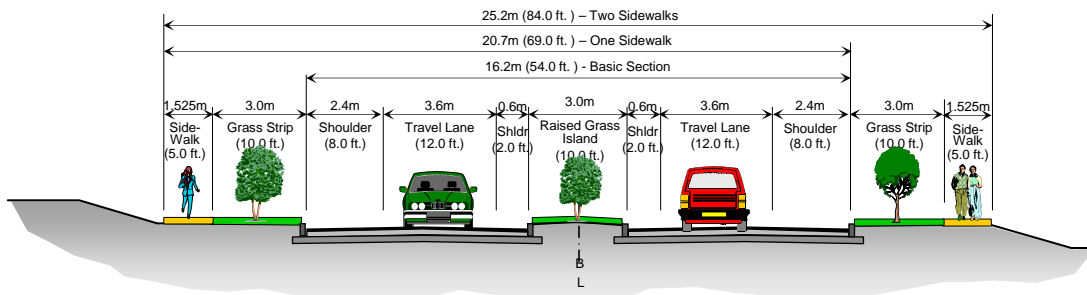 25.2m (84.0 ft. ) – Two Sidewalks
20.7m (69.0 ft. ) – One Sidewalk
16.2m (54.0 ft. ) - Basic Section
1.525m 3.0m 2.4m 3.6m 0.6m 3.0m 0.6m 3.6m 2.4m 3.0m 1.525m
Side-
Walk
(5.0 ft.)
Grass Strip
(10.0 ft.)
Shoulder
(8.0 ft.)
Travel Lane
(12.0 ft.)
Shldr
(2.0 ft.)
Raised Grass
Island
(10.0 ft.)
Shldr
(2.0 ft.)
Travel Lane
(12.0 ft.)
Shoulder
(8.0 ft.)
Grass Strip
(10.0 ft.)
Side-
Walk
(5.0 ft.)
B
L